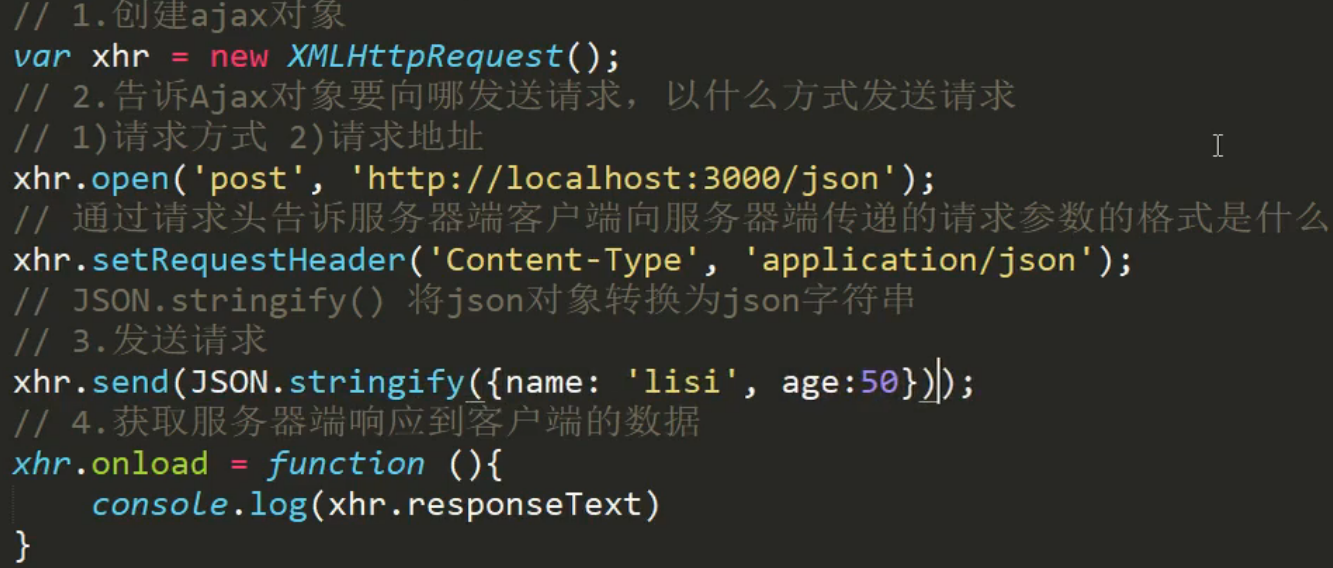 // 1.创建ajax对象
var xhr = new XMLHttpRequest();
// 2.告诉Ajax对象要向哪发送请求，以什么方式发送请求
// 1)请求方式 2)请求地址
xhr.open('post', 'http://localhost:3000/json');
// 通过请求头告诉服务器端客户端向服务器端传递的请求参数的格式是什么
xhr.setRequestHeader('Content-Type', 'application/json');
// JSON.stringify() 将json对象转换为json字符串
// 3.发送请求
xhr.send(JSON.stringify({name: 'lisi', age:50}));
// 4.获取服务器端响应到客户端的数据
xhr.onload = function (){
    console.log(xhr.responseText)
}